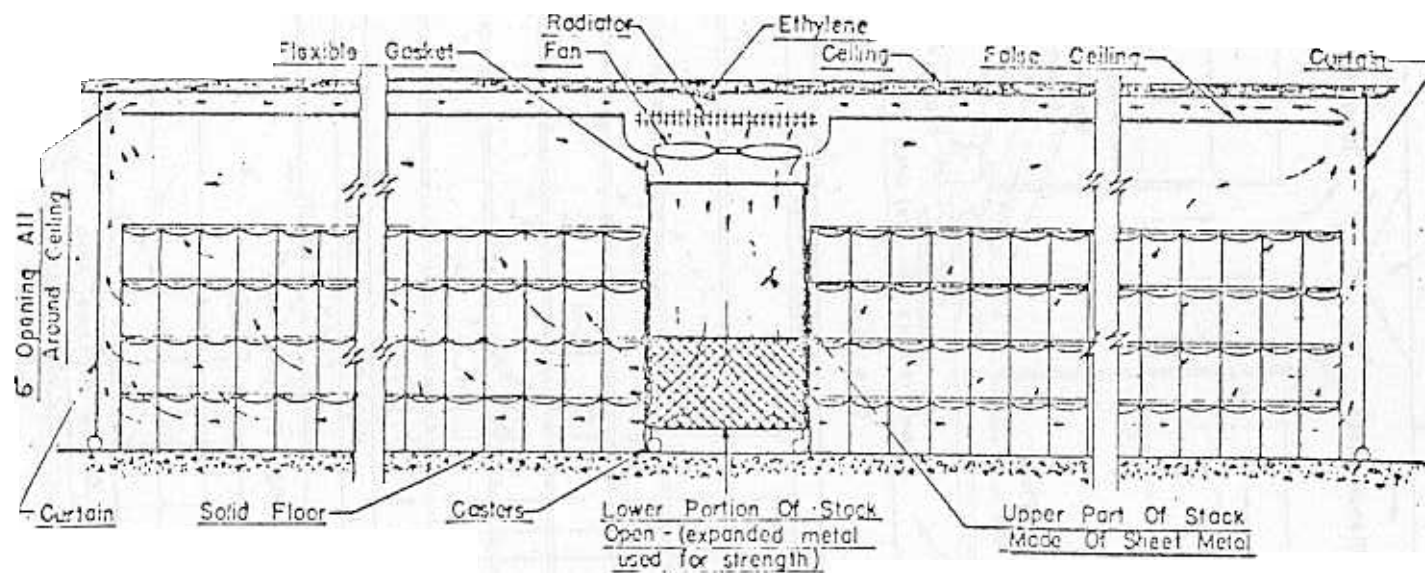 Radiator
Ethylene
Flexible Gasket
Fan
Ceiling
False Ceiling
Curtain
6" Opening All
Around Ceiling
Curtain
Solid Floor
Casters
Lower Portion Of Stack
Open-(expanded metal
used for strength)
Upper Part Of Stack
Made Of Sheet Metal